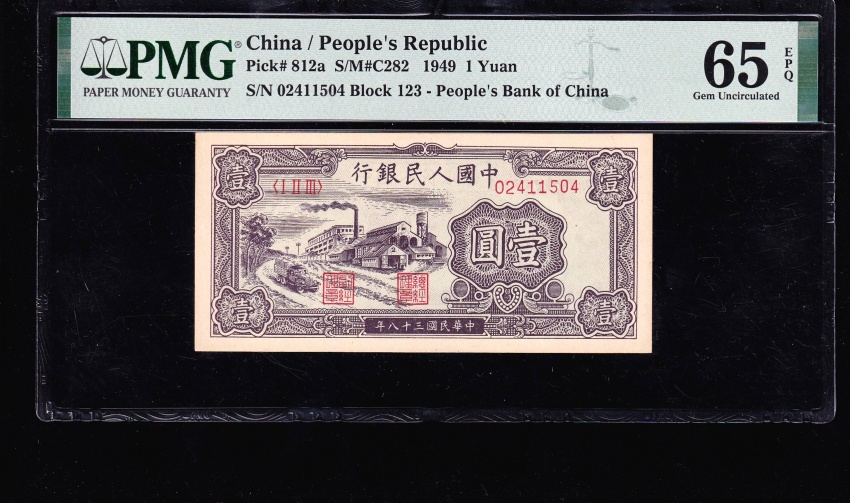 PMG®
PAPER MONEY GUARANTY
China / People's Republic
Pick# 812a S/M#C282 1949 1 Yuan
S/N 02411504 Block 123 - People's Bank of China
65 EPQ
Gem Uncirculated
行銀民人國中
〈I II III〉
02411504
壹
壹
圓壹
壹
壹
年八十三國民華中